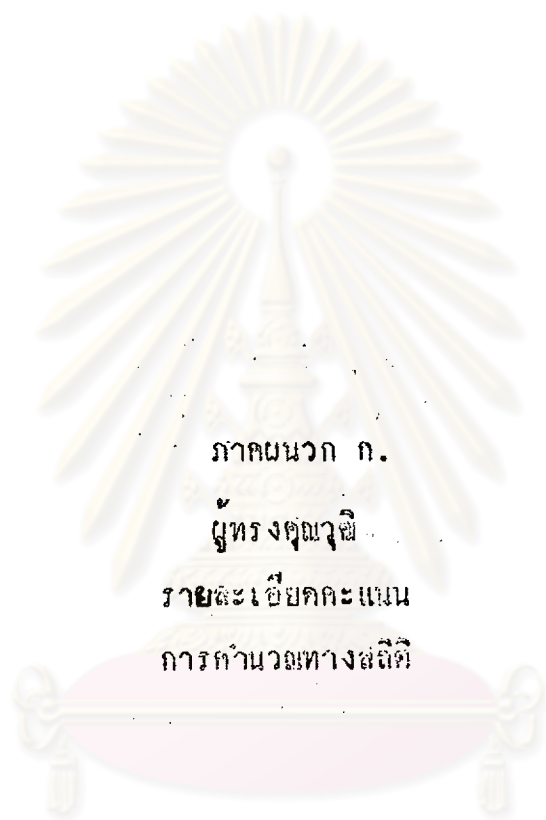 ภาคผนวก ก.
ผู้ทรงคุณวุฒิ
รายละเอียดคะแนน
การคำนวณทางสถิติ